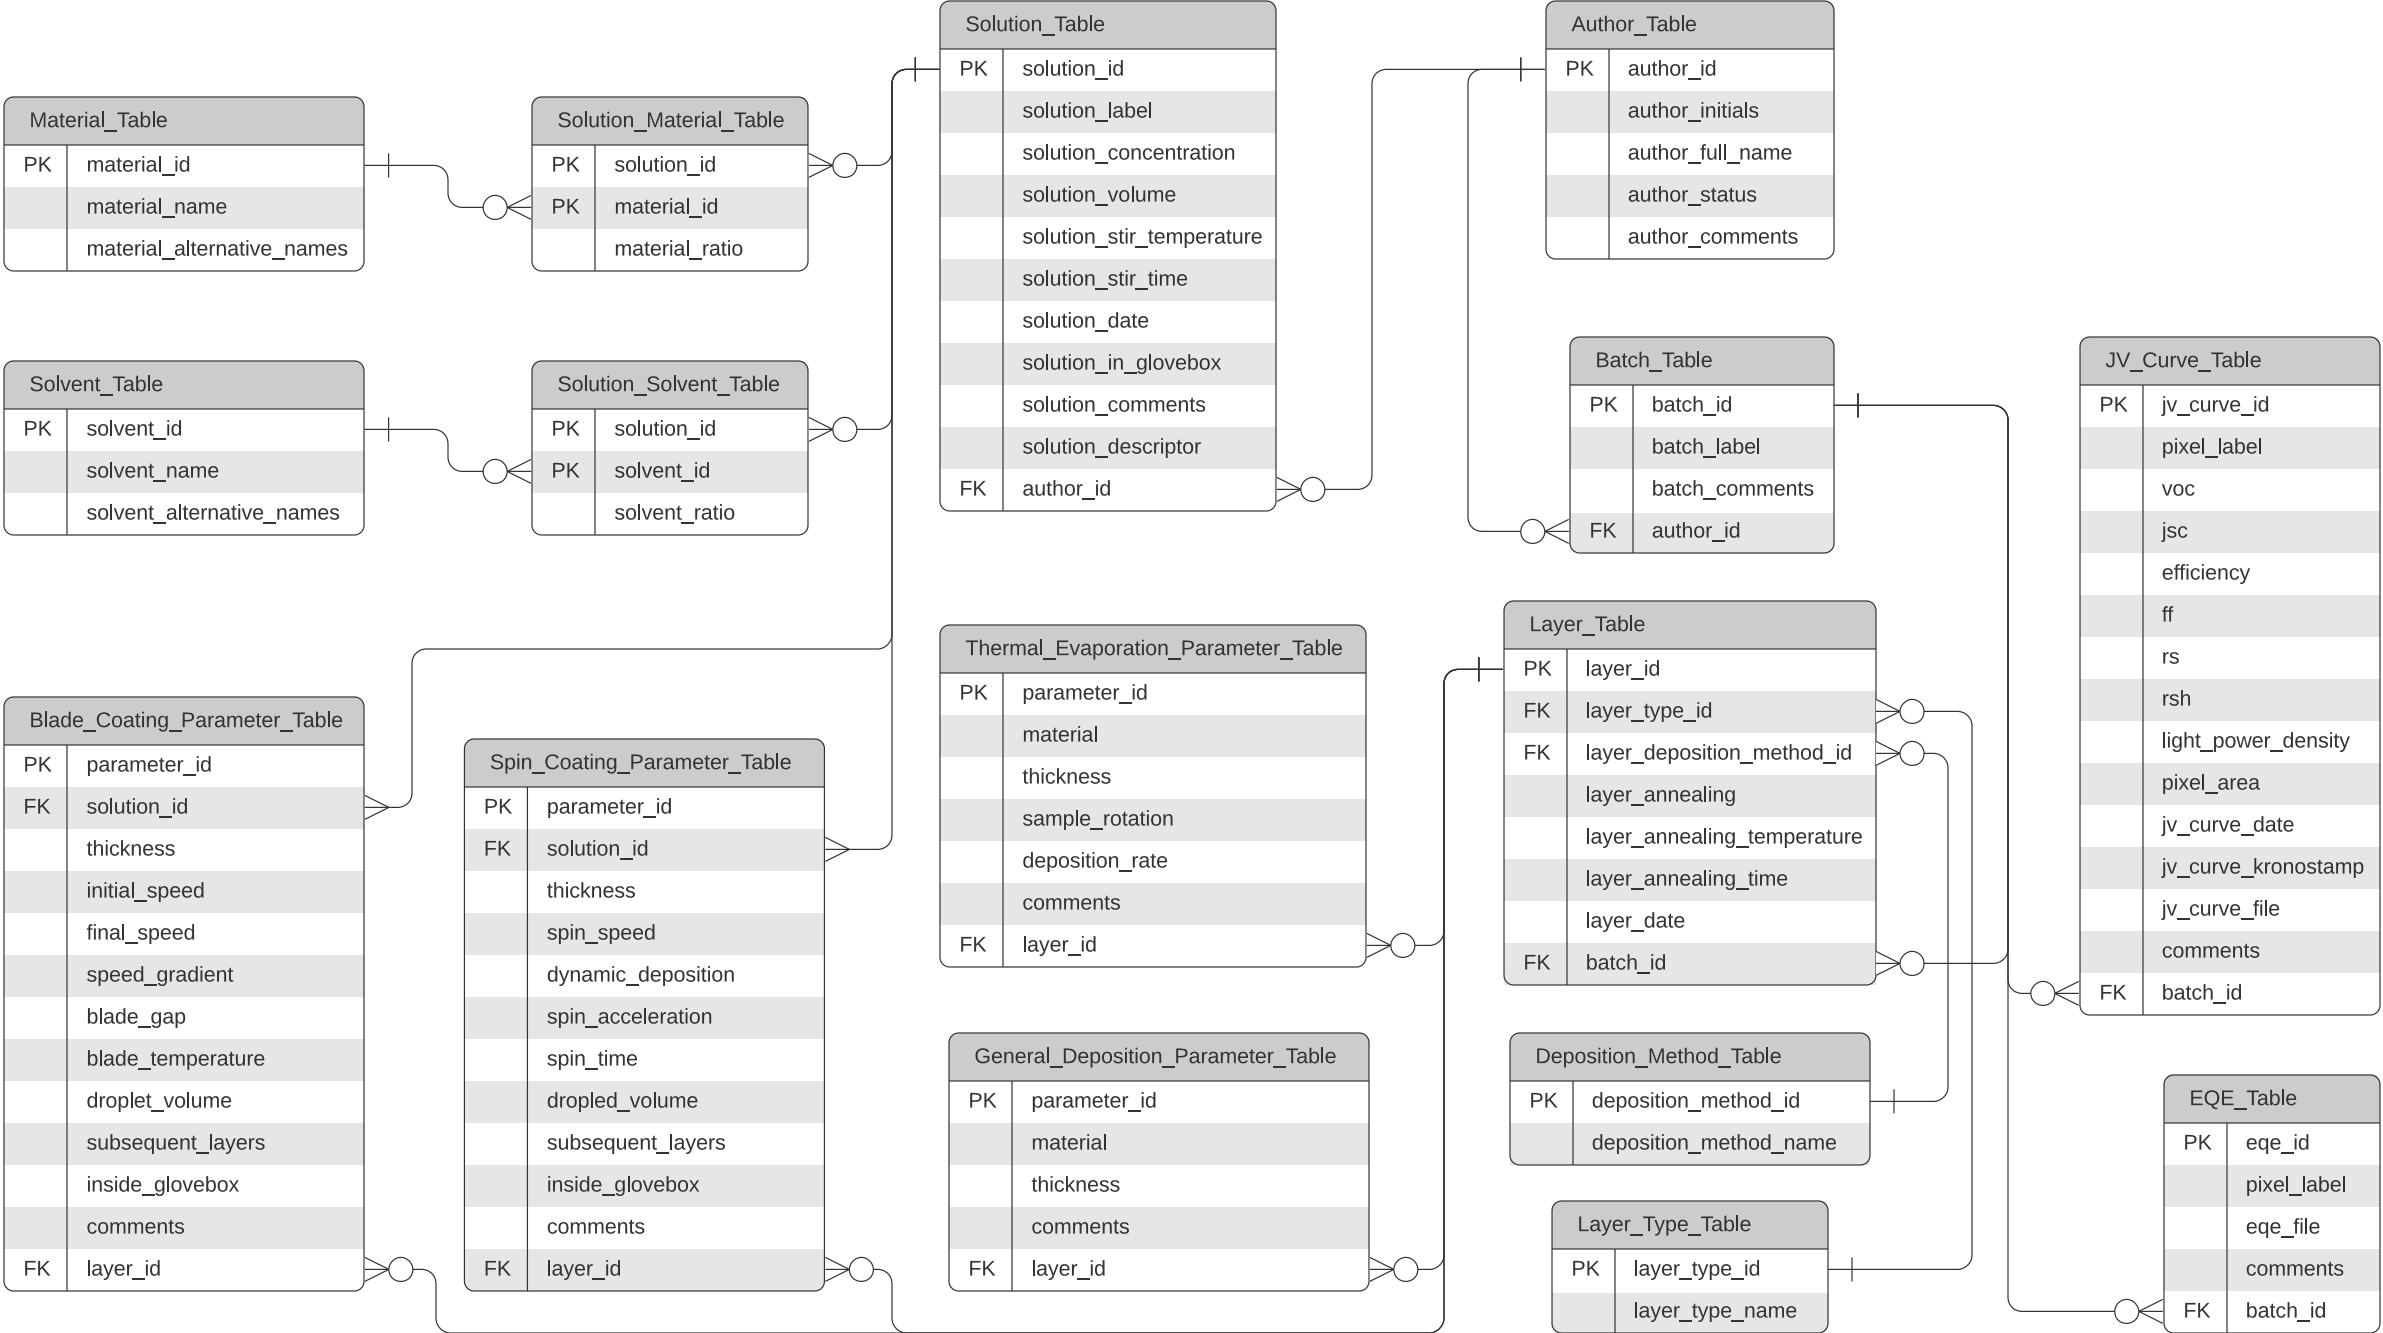 Solution_Table
PK solution_id
solution_label
solution_concentration
solution_volume
solution_stir_temperature
solution_stir_time
solution_date
solution_in_glovebox
solution_comments
solution_descriptor
FK author_id
Author_Table
PK author_id
author_initials
author_full_name
author_status
author_comments
Material_Table
PK material_id
material_name
material_alternative_names
Solution_Material_Table
PK solution_id
PK material_id
material_ratio
Solvent_Table
PK solvent_id
solvent_name
solvent_alternative_names
Solution_Solvent_Table
PK solution_id
PK solvent_id
solvent_ratio
Batch_Table
PK batch_id
batch_label
batch_comments
FK author_id
JV_Curve_Table
PK jv_curve_id
pixel_label
voc
jsc
efficiency
ff
rs
rsh
light_power_density
pixel_area
jv_curve_date
jv_curve_kronostamp
jv_curve_file
comments
FK batch_id
Blade_Coating_Parameter_Table
PK parameter_id
FK solution_id
thickness
initial_speed
final_speed
speed_gradient
blade_gap
blade_temperature
droplet_volume
subsequent_layers
inside_glovebox
comments
FK layer_id
Spin_Coating_Parameter_Table
PK parameter_id
FK solution_id
thickness
spin_speed
dynamic_deposition
spin_acceleration
spin_time
dropled_volume
subsequent_layers
inside_glovebox
comments
FK layer_id
Thermal_Evaporation_Parameter_Table
PK parameter_id
material
thickness
sample_rotation
deposition_rate
comments
FK layer_id
Layer_Table
PK layer_id
FK layer_type_id
FK layer_deposition_method_id
layer_annealing
layer_annealing_temperature
layer_annealing_time
layer_date
FK batch_id
General_Deposition_Parameter_Table
PK parameter_id
material
thickness
comments
FK layer_id
Deposition_Method_Table
PK deposition_method_id
deposition_method_name
Layer_Type_Table
PK layer_type_id
layer_type_name
EQE_Table
PK eqe_id
pixel_label
eqe_file
comments
FK batch_id